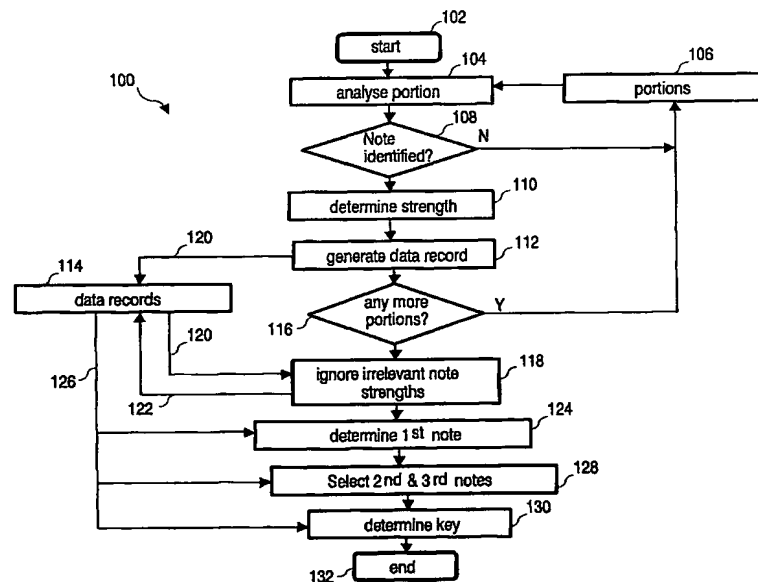 102
start
104
106
100
analyse portion
portions
108
Note
identified?
N
110
determine strength
120
112
114
generate data record
data records
any more
portions?
Y
116
120
118
126
ignore irrelevant note
strengths
122
124
determine 1st note
128
Select 2nd & 3rd notes
130
determine key
132
end